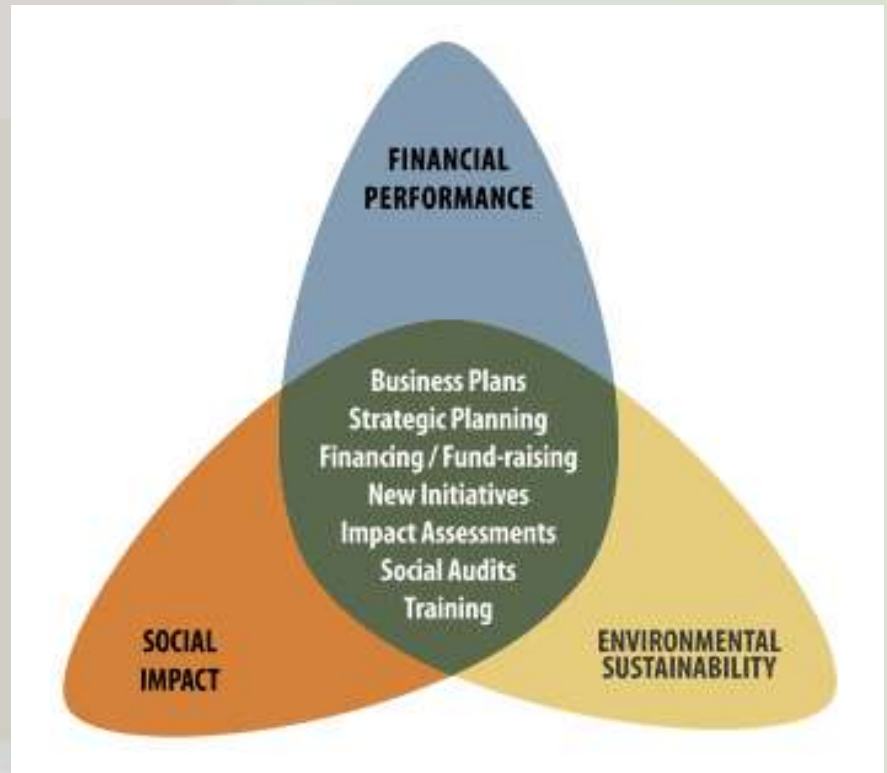 FINANCIAL
PERFORMANCE
Business Plans
Strategic Planning
Financing / Fund-raising
New Initiatives
Impact Assessments
Social Audits
Training
SOCIAL
IMPACT
ENVIRONMENTAL
SUSTAINABILITY